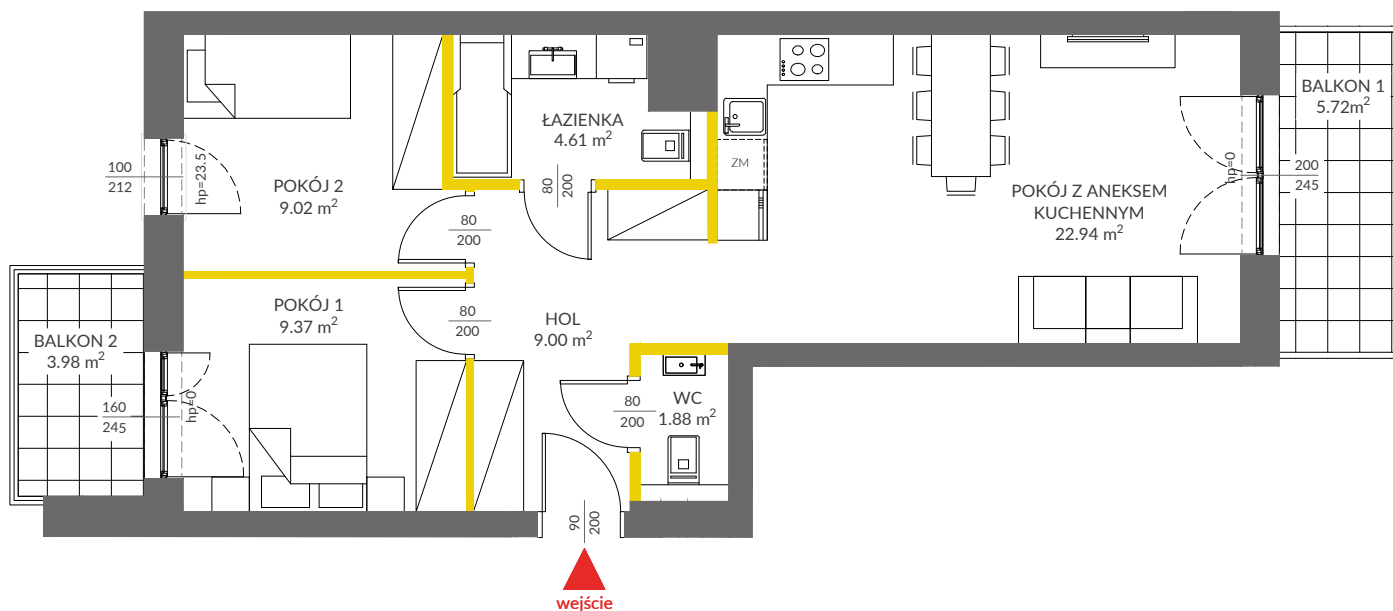 BALKON 1
5.72m²
ŁAZIENKA
4.61 m²
ZM
100
212
hp=23.5
POKÓJ 2
9.02 m²
80
200
80
200
hp=0
200
245
POKÓJ Z ANEKSEM
KUCHENNYM
22.94 m²
POKÓJ 1
9.37 m²
80
200
HOL
9.00 m²
BALKON 2
3.98 m²
160
245
hp=0
80
200
WC
1.88 m²
90
200
wejście